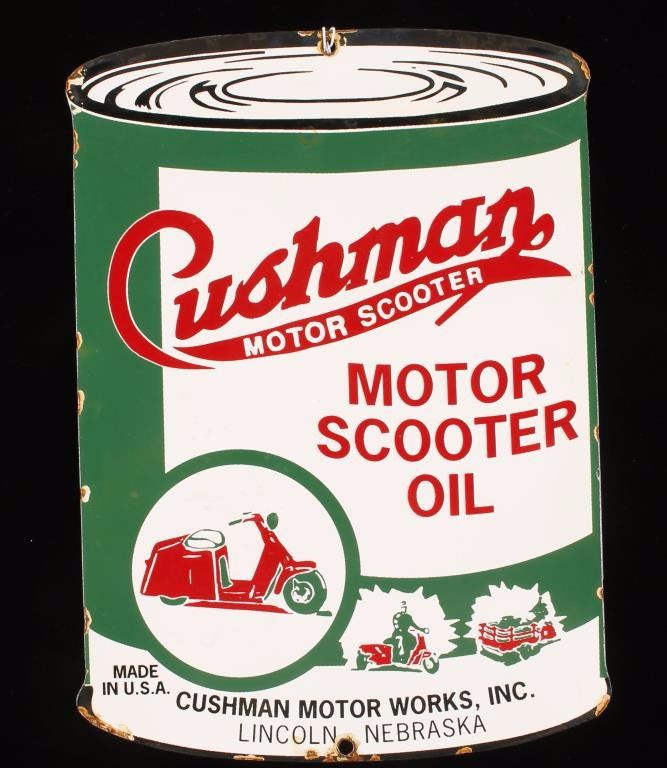 Cushman
MOTOR SCOOTER
MOTOR
SCOOTER
OIL
MADE
IN U.S.A.
CUSHMAN MOTOR WORKS, INC.
LINCOLN, NEBRASKA